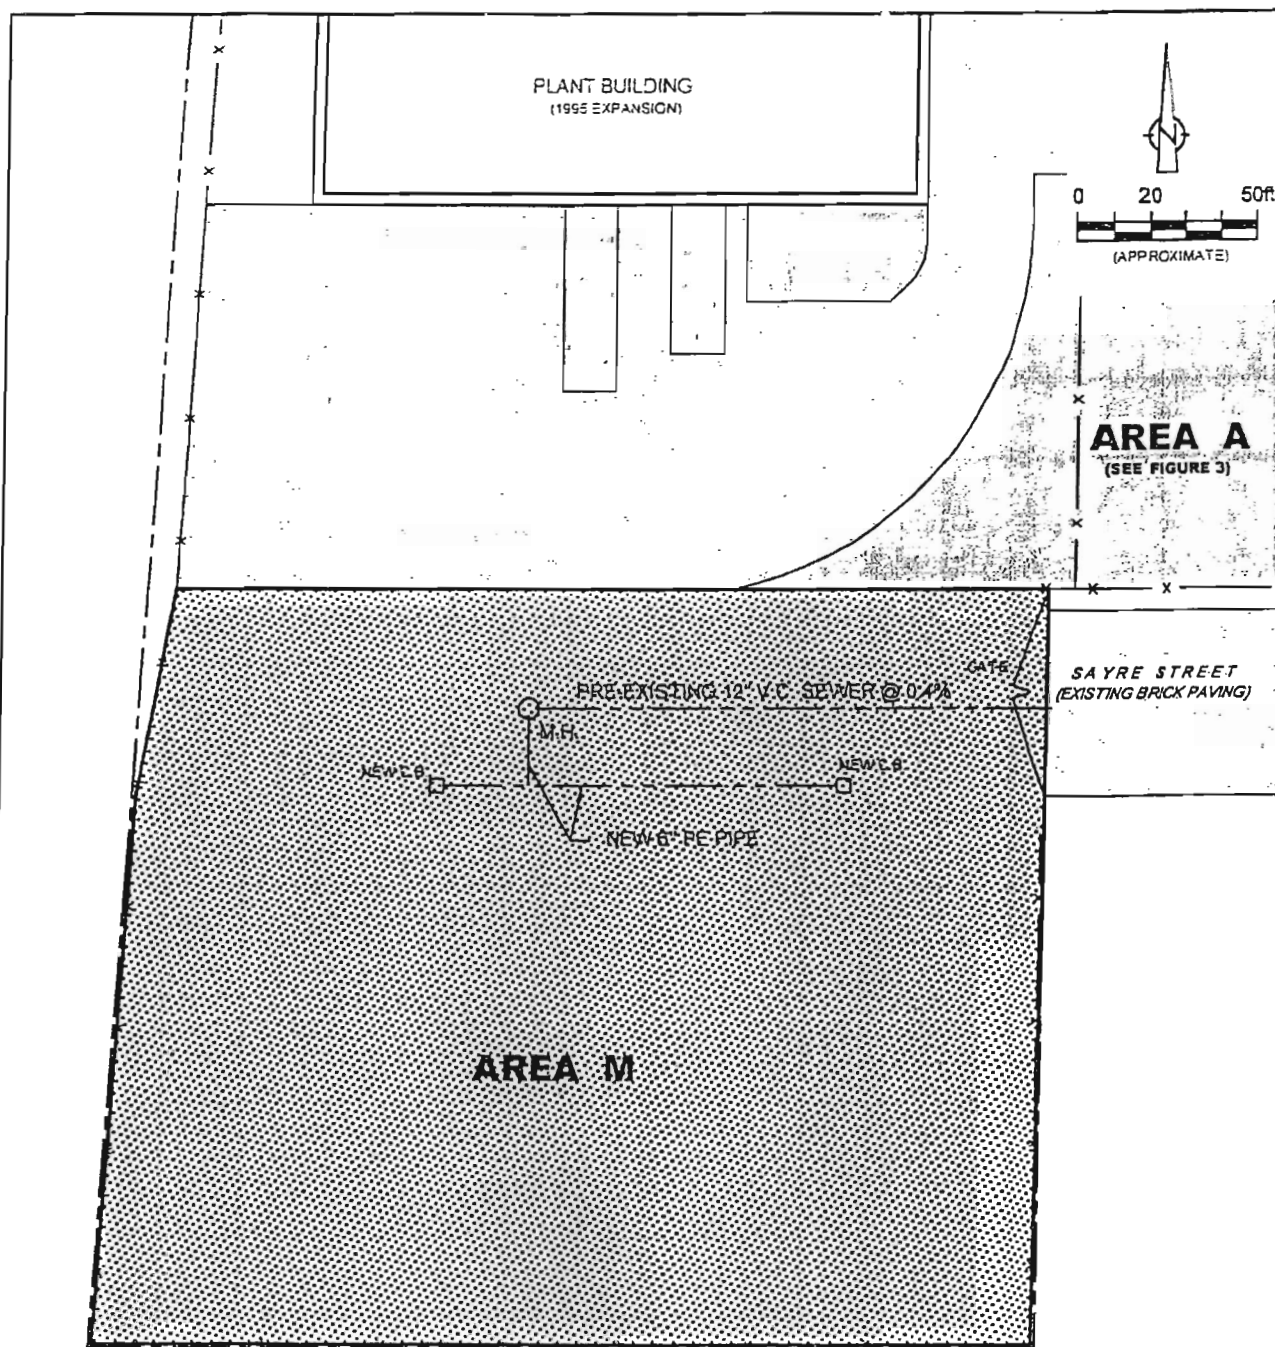 PLANT BUILDING
(1995 EXPANSION)
N
0 20 50ft
(APPROXIMATE)
AREA A
(SEE FIGURE 3)
GATE
SAYRE STREET
(EXISTING BRICK PAVING)
PRE-EXISTING 12" V.C. SEWER @ 0.4%
M.H.
NEW C.B.
NEW C.B.
NEW 6" PE PIPE
AREA M